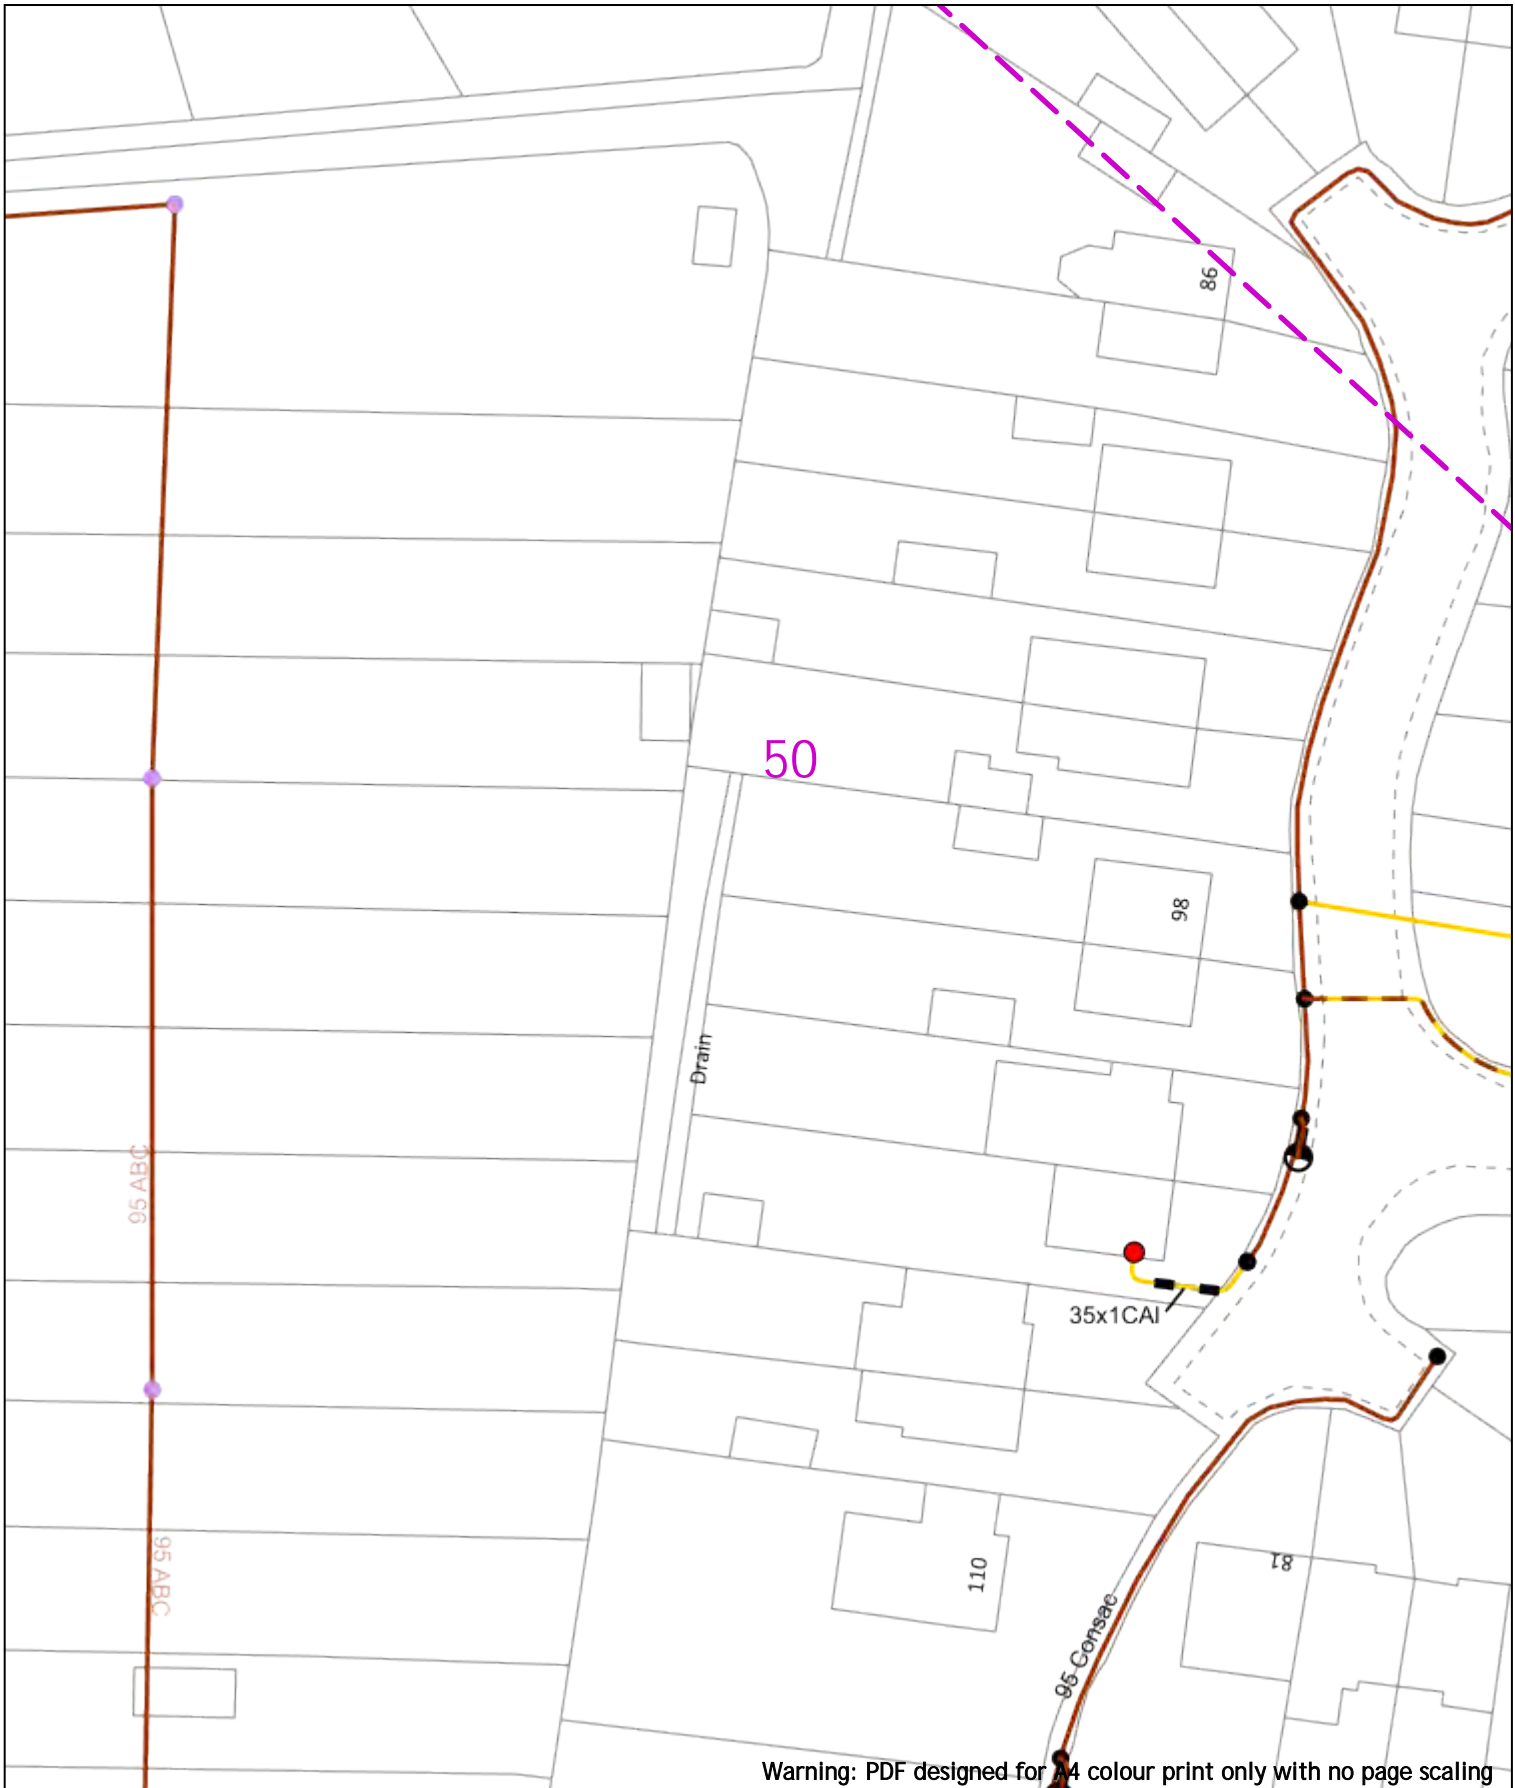 86
50
98
Drain
95 ABC
35x1CAI
95 ABC
110
81
95 Consac
Warning: PDF designed for A4 colour print only with no page scaling